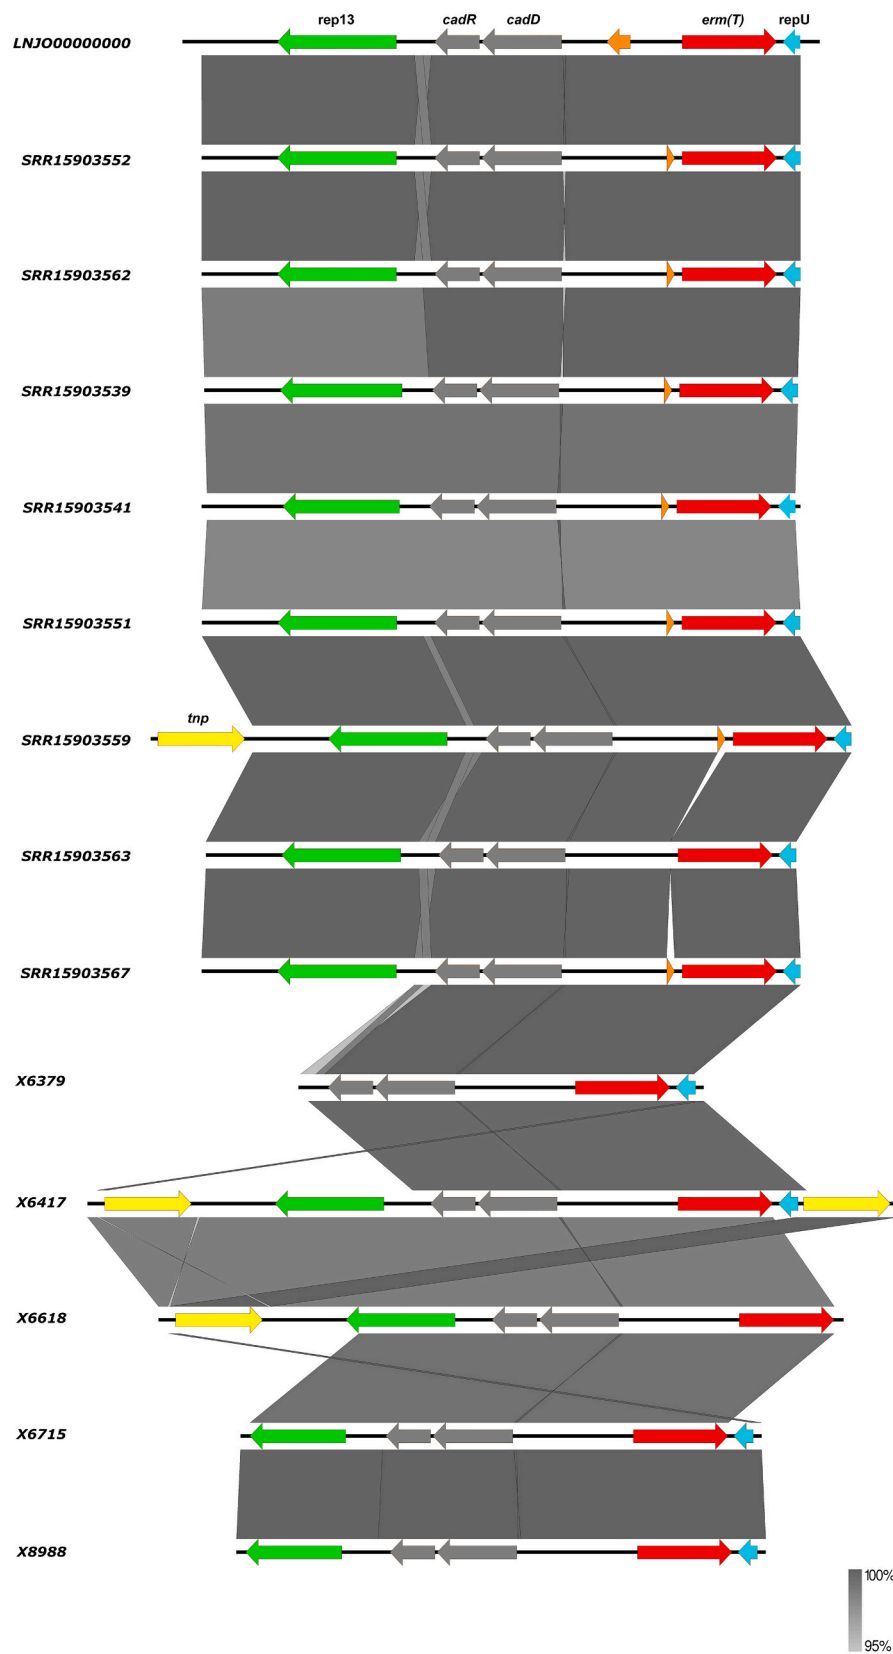 rep13 cadR cadD erm(T) repU
LNJO00000000
SRR15903552
SRR15903562
SRR15903539
SRR15903541
SRR15903551
tnp
SRR15903559
SRR15903563
SRR15903567
X6379
X6417
X6618
X6715
X8988
100%
95%